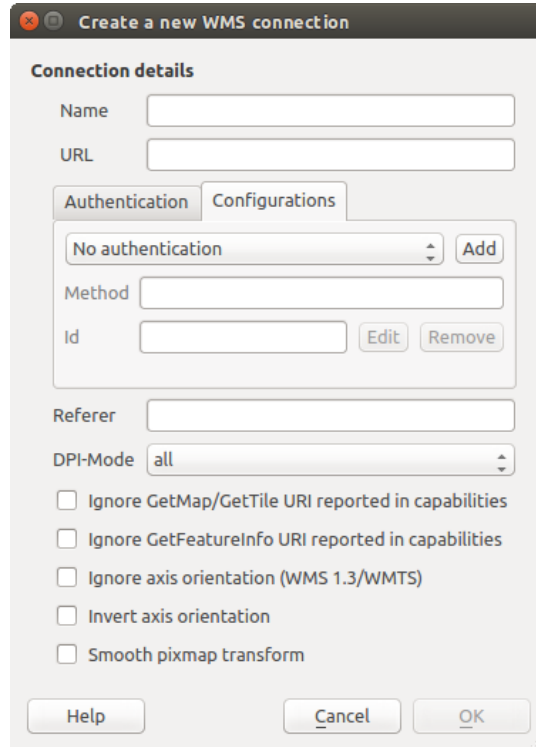 Create a new WMS connection
Connection details
Name
URL
Authentication Configurations
No authentication Add
Method
Id Edit Remove
Referer
DPI-Mode all
Ignore GetMap/GetTile URI reported in capabilities
Ignore GetFeatureInfo URI reported in capabilities
Ignore axis orientation (WMS 1.3/WMTS)
Invert axis orientation
Smooth pixmap transform
Help Cancel OK